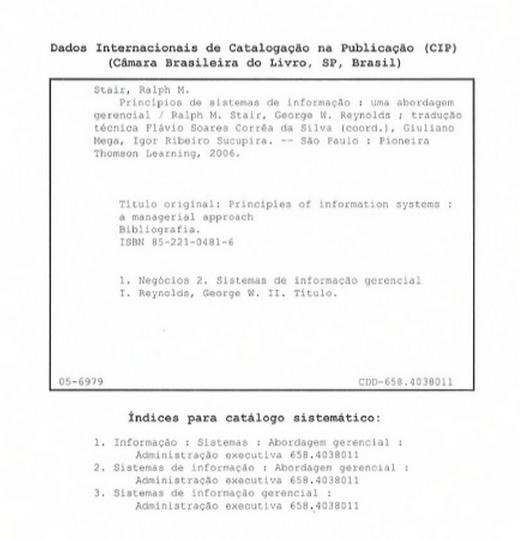 Dados Internacionais de Catalogação na Publicação (CIP)
(Câmara Brasileira do Livro, SP, Brasil)
Stair, Ralph M.
Princípios de sistemas de informação : uma abordagem
gerencial / Ralph M. Stair, George W. Reynolds ; tradução
técnica Flávio Soares Corrêa da Silva (coord.), Giuliano
Mega, Igor Ribeiro Sucupira. -- São Paulo : Pioneira
Thomson Learning, 2006.
Título original: Principles of information systems :
a managerial approach
Bibliografia.
ISBN 85-221-0481-6
1. Negócios 2. Sistemas de informação gerencial
I. Reynolds, George W. II. Título.
05-6979 CDD-658.4038011
Índices para catálogo sistemático:
1. Informação : Sistemas : Abordagem gerencial :
Administração executiva 658.4038011
2. Sistemas de informação : Abordagem gerencial :
Administração executiva 658.4038011
3. Sistemas de informação gerencial :
Administração executiva 658.4038011